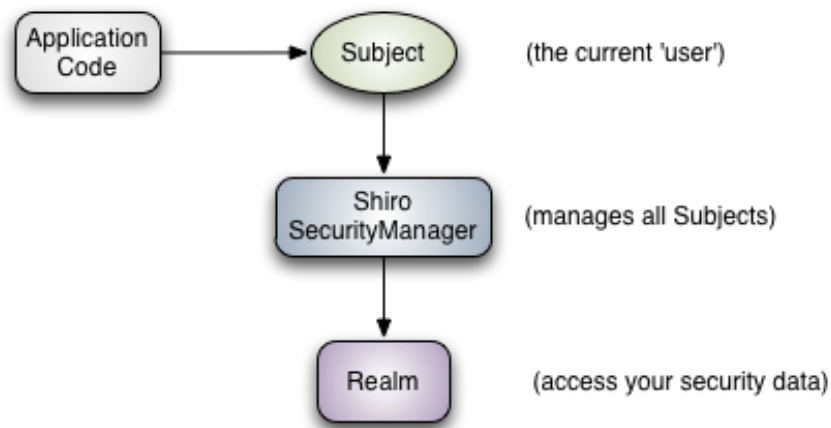 Application
Code
Subject
(the current 'user')
Shiro
SecurityManager
(manages all Subjects)
Realm
(access your security data)